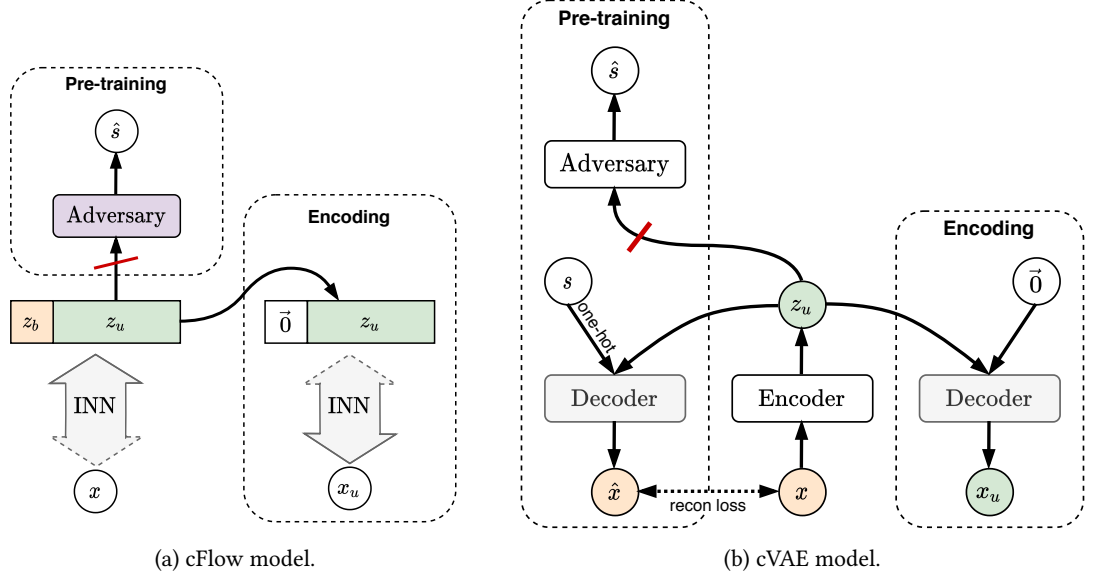 Pre-training
ŝ
Adversary
z_b
z_u
INN
x
Encoding
0⃗
z_u
INN
x_u
(a) cFlow model.
Pre-training
ŝ
Adversary
s
one-hot
z_u
Decoder
Encoder
x̂
recon loss
x
Encoding
0⃗
Decoder
x_u
(b) cVAE model.